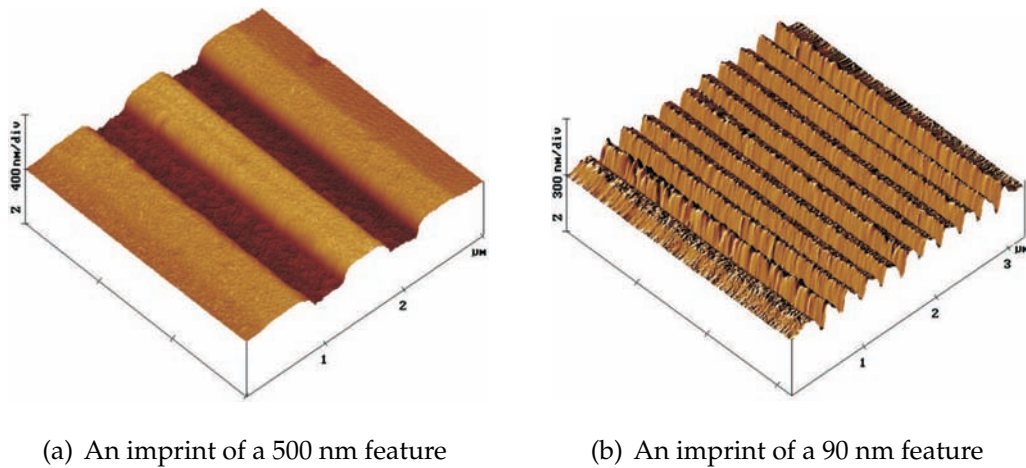 2 400 nm/div
1
2
µM
2 300 nm/div
1
2
3
µM
(a) An imprint of a 500 nm feature
(b) An imprint of a 90 nm feature